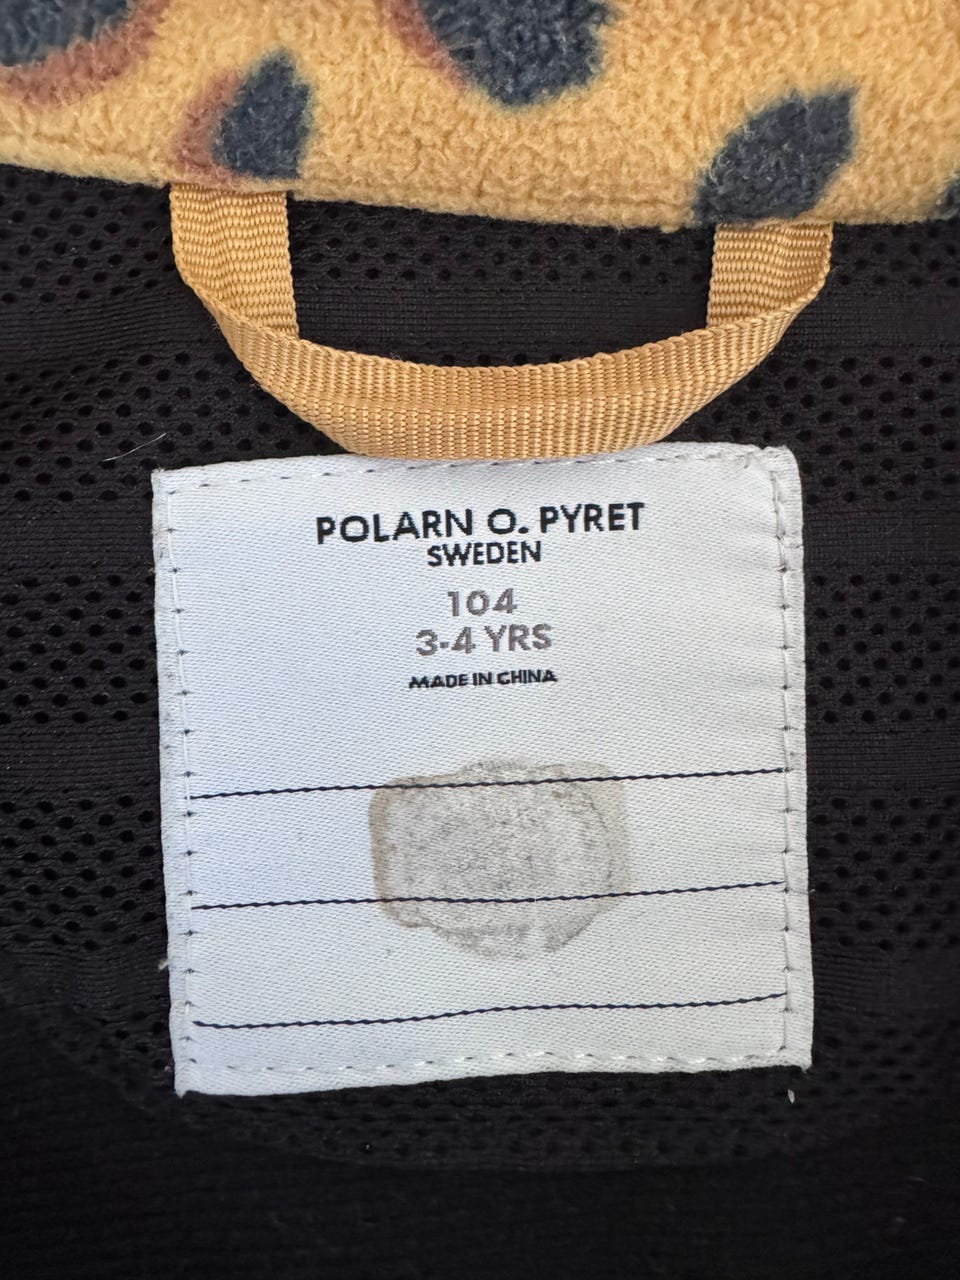 POLARN O. PYRET
SWEDEN
104
3-4 YRS
MADE IN CHINA